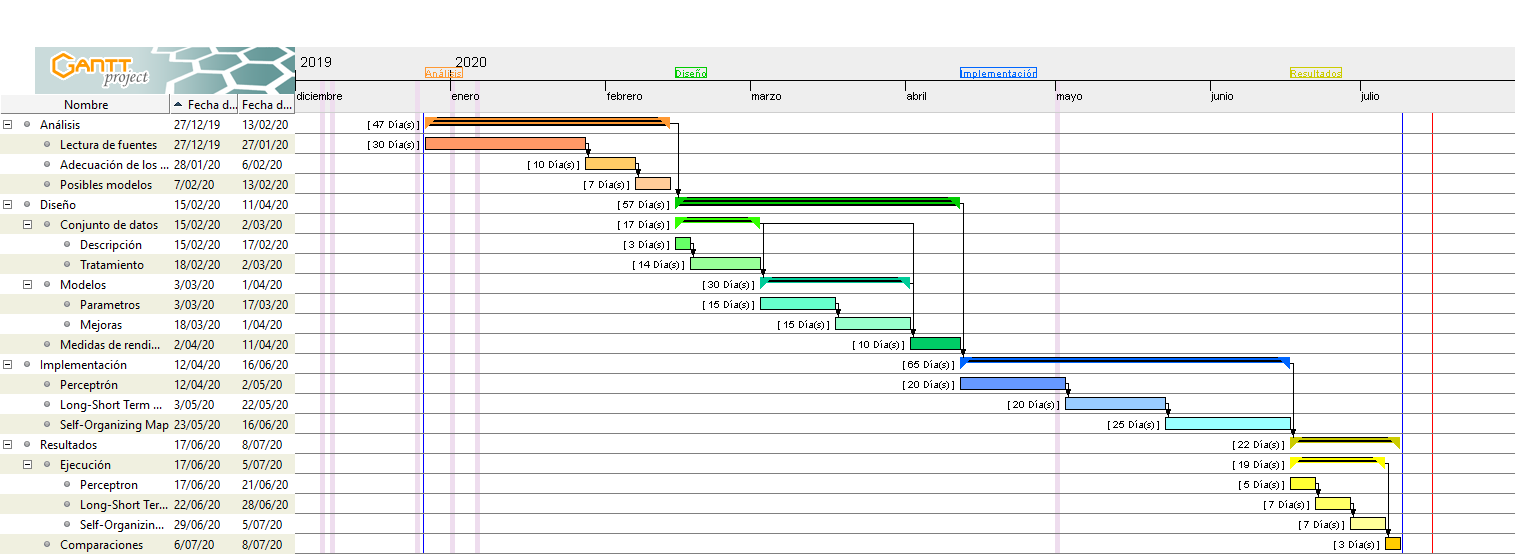 2019 2020
GANTT project
Análisis Diseño Implementación Resultados
diciembre enero febrero marzo abril mayo junio julio
Nombre Fecha d... Fecha d...
Análisis 27/12/19 13/02/20 [ 47 Día(s) ]
Lectura de fuentes 27/12/19 27/01/20 [ 30 Día(s) ]
Adecuación de los ... 28/01/20 6/02/20 [ 10 Día(s) ]
Posibles modelos 7/02/20 13/02/20 [ 7 Día(s) ]
Diseño 15/02/20 11/04/20 [ 57 Día(s) ]
Conjunto de datos 15/02/20 2/03/20 [ 17 Día(s) ]
Descripción 15/02/20 17/02/20 [ 3 Día(s) ]
Tratamiento 18/02/20 2/03/20 [ 14 Día(s) ]
Modelos 3/03/20 1/04/20 [ 30 Día(s) ]
Parametros 3/03/20 17/03/20 [ 15 Día(s) ]
Mejoras 18/03/20 1/04/20 [ 15 Día(s) ]
Medidas de rendi... 2/04/20 11/04/20 [ 10 Día(s) ]
Implementación 12/04/20 16/06/20 [ 65 Día(s) ]
Perceptrón 12/04/20 2/05/20 [ 20 Día(s) ]
Long-Short Term ... 3/05/20 22/05/20 [ 20 Día(s) ]
Self-Organizing Map 23/05/20 16/06/20 [ 25 Día(s) ]
Resultados 17/06/20 8/07/20 [ 22 Día(s) ]
Ejecución 17/06/20 5/07/20 [ 19 Día(s) ]
Perceptron 17/06/20 21/06/20 [ 5 Día(s) ]
Long-Short Ter... 22/06/20 28/06/20 [ 7 Día(s) ]
Self-Organizin... 29/06/20 5/07/20 [ 7 Día(s) ]
Comparaciones 6/07/20 8/07/20 [ 3 Día(s) ]